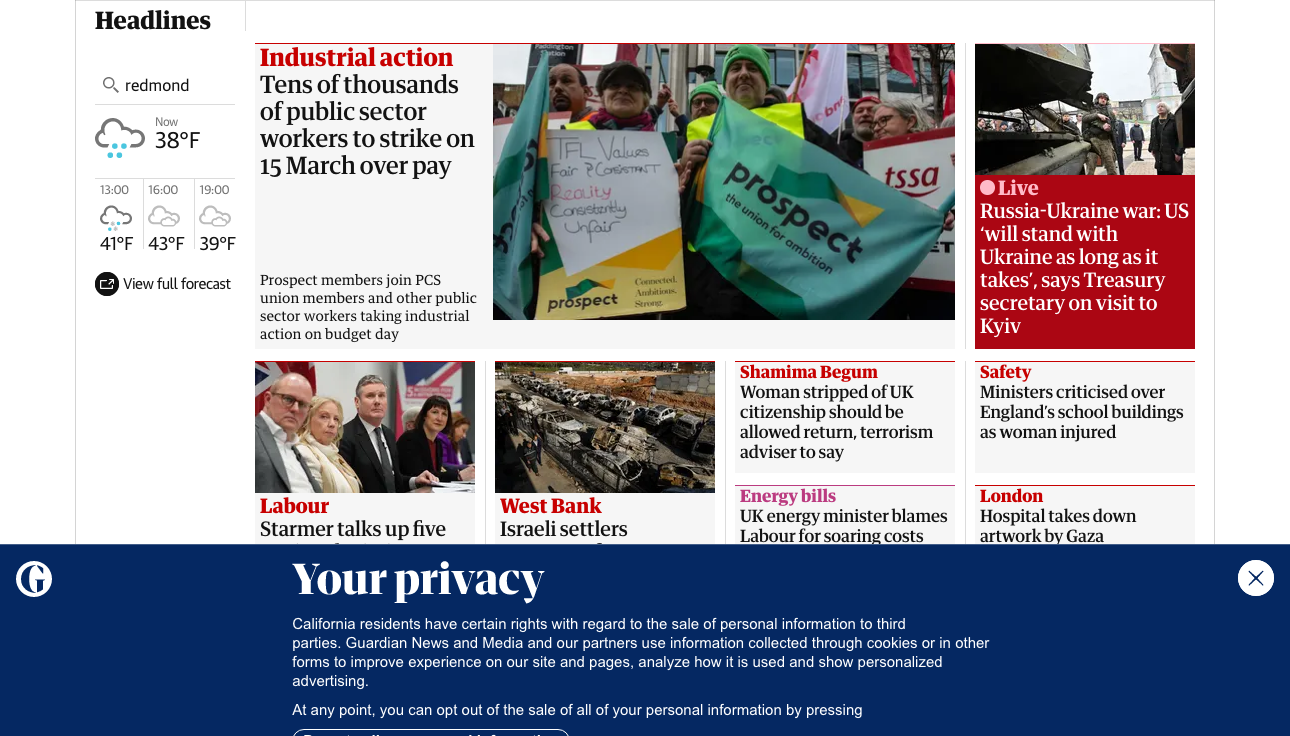 Headlines
redmond
Now
38°F
13:00
16:00
19:00
41°F
43°F
39°F
View full forecast
Industrial action
Tens of thousands
of public sector
workers to strike on
15 March over pay
Prospect members join PCS
union members and other public
sector workers taking industrial
action on budget day
TFL Values
Fair & Consistant
Reality
Consistently
Unfair
prospect
Connected.
Ambitious.
Strong.
prospect
the union for ambition
tssa
Live
Russia-Ukraine war: US
‘will stand with
Ukraine as long as it
takes’, says Treasury
secretary on visit to
Kyiv
Labour
Starmer talks up five
West Bank
Israeli settlers
Shamima Begum
Woman stripped of UK
citizenship should be
allowed return, terrorism
adviser to say
Energy bills
UK energy minister blames
Labour for soaring costs
Safety
Ministers criticised over
England’s school buildings
as woman injured
London
Hospital takes down
artwork by Gaza
Your privacy
California residents have certain rights with regard to the sale of personal information to third
parties. Guardian News and Media and our partners use information collected through cookies or in other
forms to improve experience on our site and pages, analyze how it is used and show personalized
advertising.
At any point, you can opt out of the sale of all of your personal information by pressing